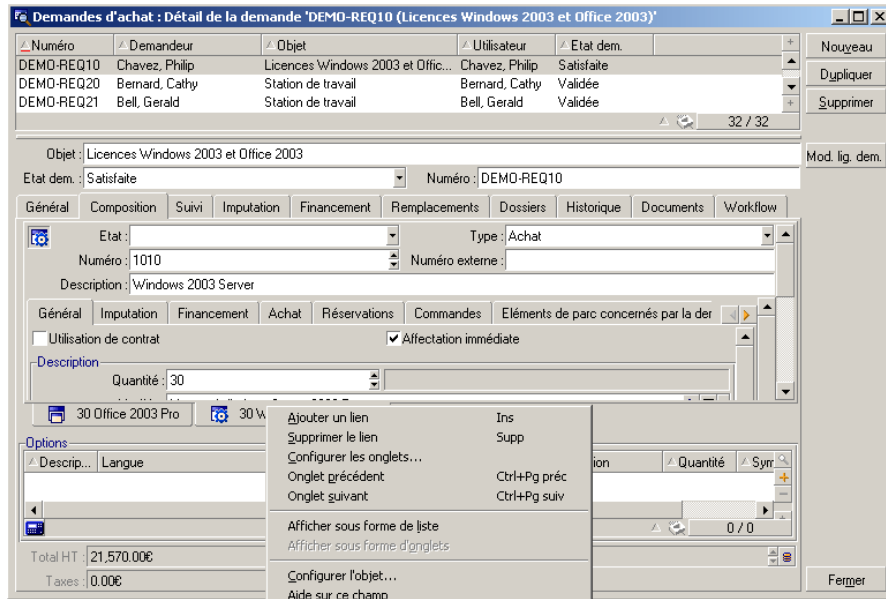 Demandes d'achat : Détail de la demande 'DEMO-REQ10 (Licences Windows 2003 et Office 2003)'
Numéro Demandeur Objet Utilisateur Etat dem.
DEMO-REQ10 Chavez, Philip Licences Windows 2003 et Offic... Chavez, Philip Satisfaite
DEMO-REQ20 Bernard, Cathy Station de travail Bernard, Cathy Validée
DEMO-REQ21 Bell, Gerald Station de travail Bell, Gerald Validée
32 / 32
Nouveau
Dupliquer
Supprimer
Mod. lig. dem.
Objet : Licences Windows 2003 et Office 2003
Etat dem. : Satisfaite Numéro : DEMO-REQ10
Général Composition Suivi Imputation Financement Remplacements Dossiers Historique Documents Workflow
Etat : Type : Achat
Numéro : 1010 Numéro externe :
Description : Windows 2003 Server
Général Imputation Financement Achat Réservations Commandes Eléments de parc concernés par la der
Utilisation de contrat Affectation immédiate
Description
Quantité : 30
30 Office 2003 Pro 30 W
Ajouter un lien Ins
Supprimer le lien Supp
Configurer les onglets...
Onglet précédent Ctrl+Pg préc
Onglet suivant Ctrl+Pg suiv
Afficher sous forme de liste
Afficher sous forme d'onglets
Configurer l'objet...
Aide sur ce champ
Options
Descrip... Langue ion Quantité Sym
0 / 0
Total HT : 21,570.00€
Taxes : 0.00€
Fermer